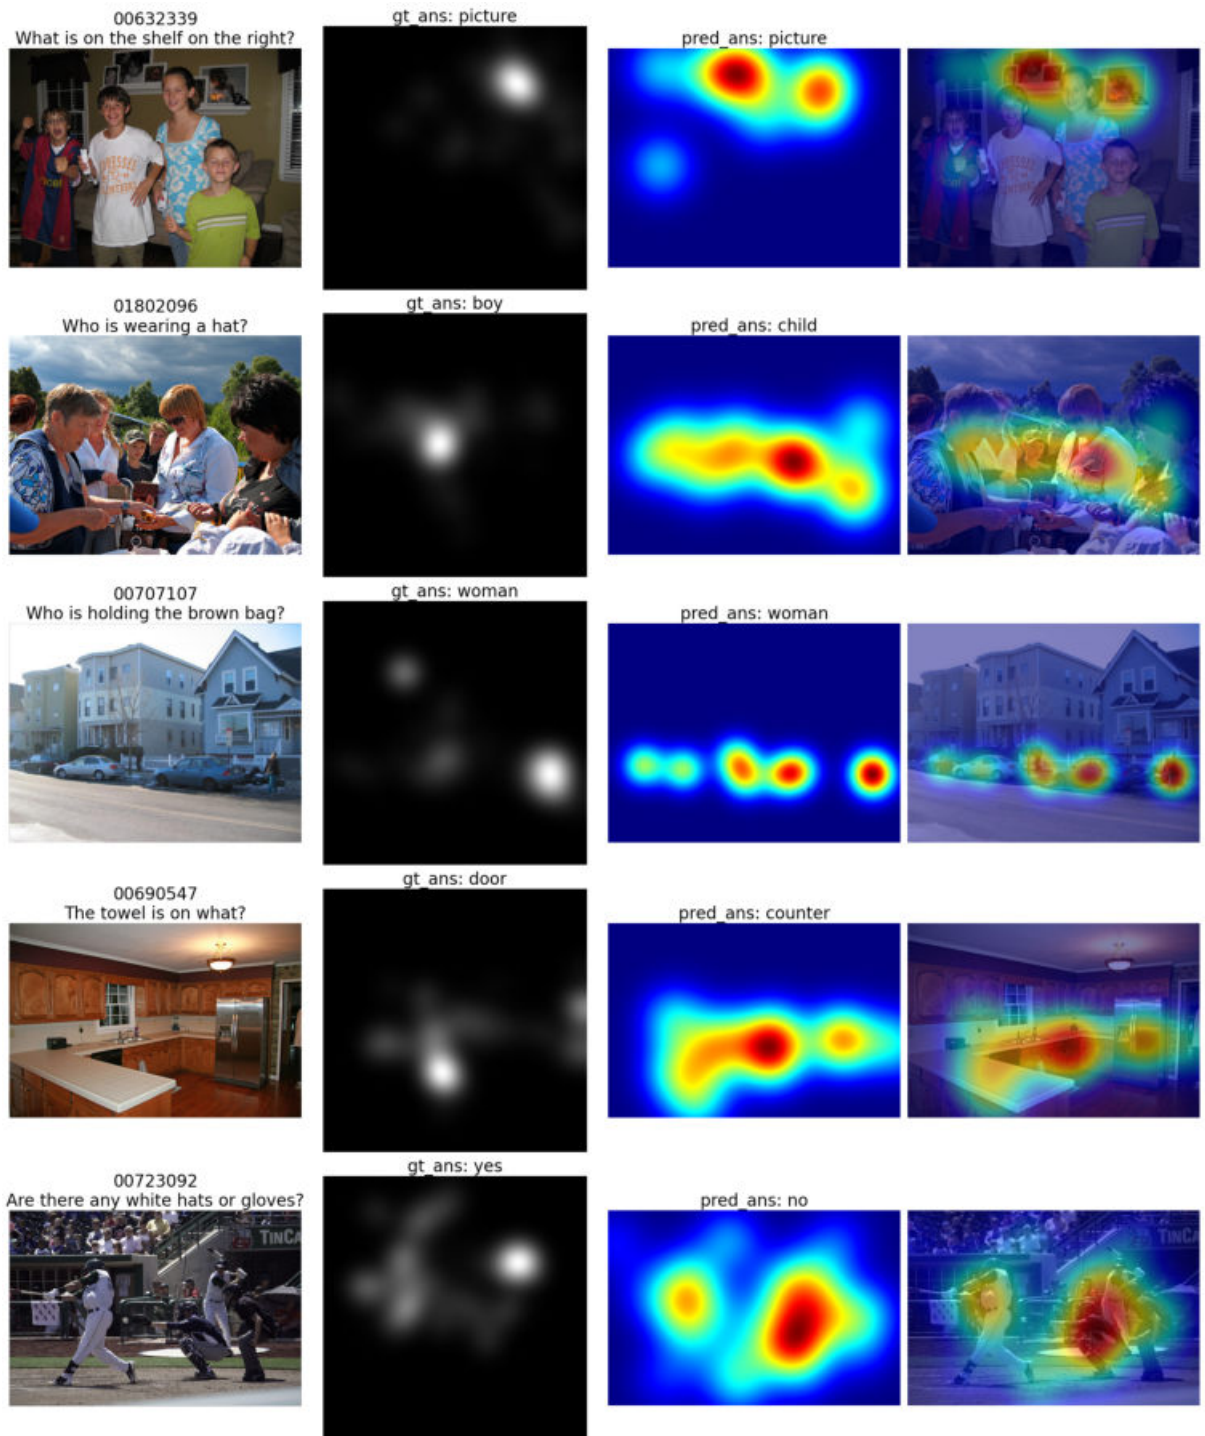 00632339
What is on the shelf on the right?
gt_ans: picture
pred_ans: picture
01802096
Who is wearing a hat?
gt_ans: boy
pred_ans: child
00707107
Who is holding the brown bag?
gt_ans: woman
pred_ans: woman
00690547
The towel is on what?
gt_ans: door
pred_ans: counter
00723092
Are there any white hats or gloves?
gt_ans: yes
pred_ans: no
TINCA
TINCA